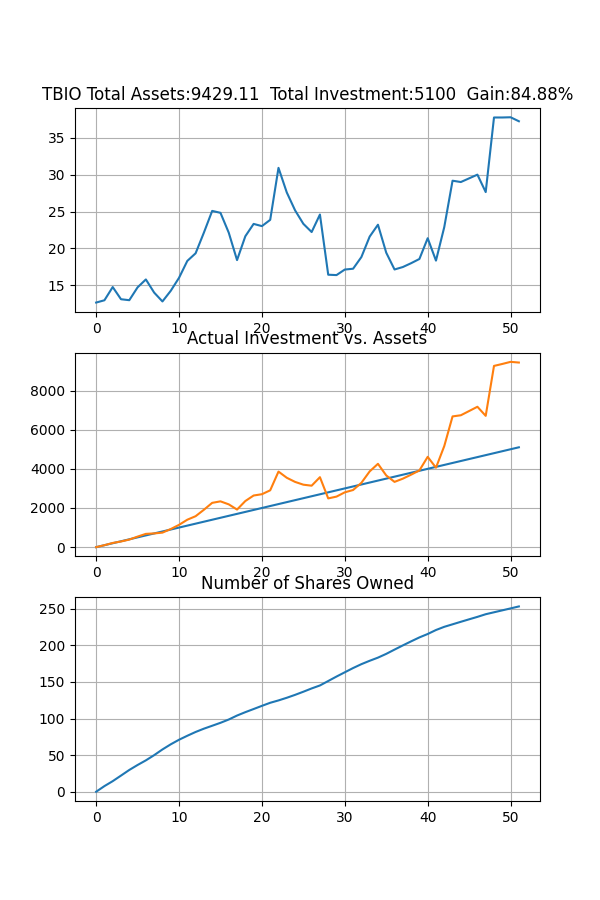 TBIO Total Assets:9429.11  Total Investment:5100  Gain:84.88%
35
30
25
20
15
0 10 20 30 40 50
Actual Investment vs. Assets
8000
6000
4000
2000
0
0 10 20 30 40 50
Number of Shares Owned
250
200
150
100
50
0
0 10 20 30 40 50